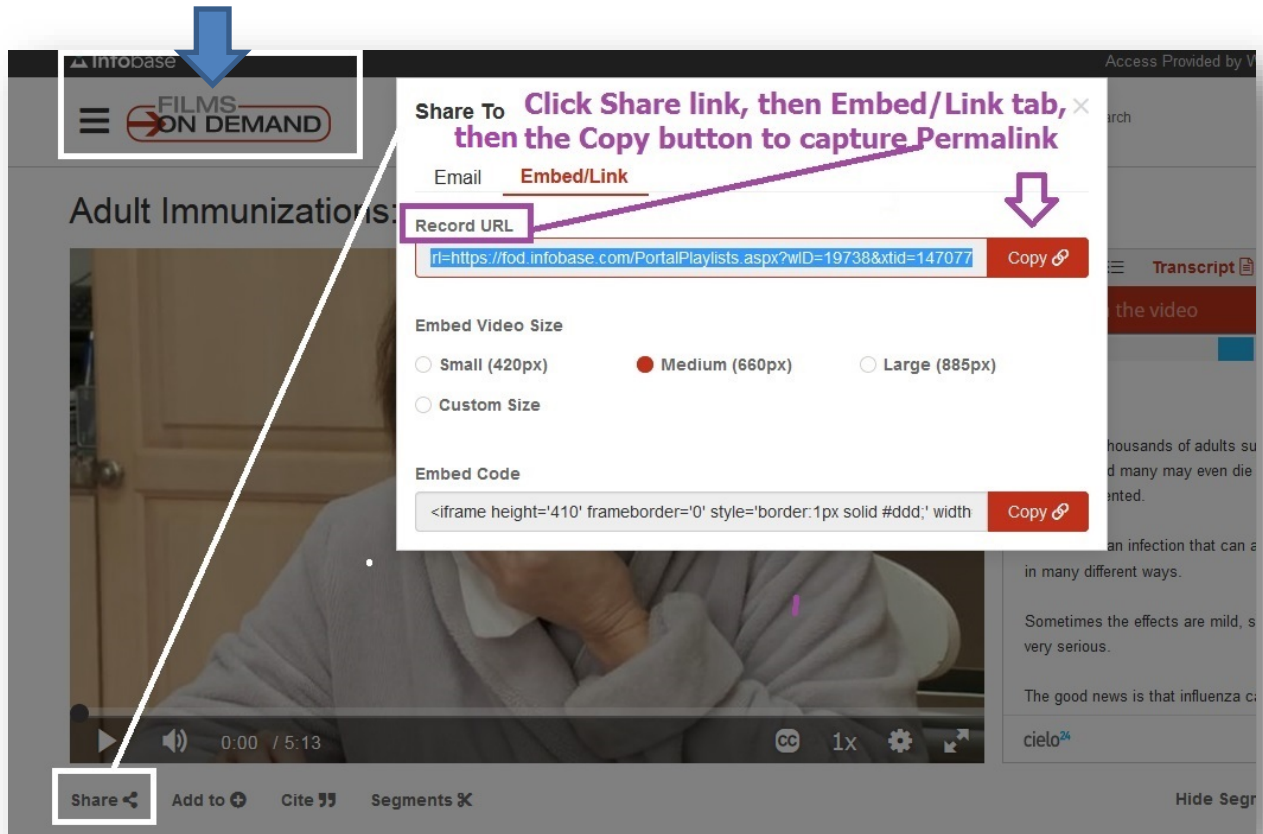 Infobase
Access Provided by W
FILMS
ON DEMAND
Share To
Click Share link, then Embed/Link tab,
then the Copy button to capture Permalink
×
arch
Email
Embed/Link
Adult Immunizations:
Record URL
rl=https://fod.infobase.com/PortalPlaylists.aspx?wID=19738&xtid=147077
Copy
Transcript
the video
Embed Video Size
Small (420px)
Medium (660px)
Large (885px)
Custom Size
Embed Code
<iframe height='410' frameborder='0' style='border:1px solid #ddd;' width
Copy
housands of adults su
d many may even die
ented.
an infection that can a
in many different ways.
Sometimes the effects are mild, s
very serious.
The good news is that influenza ca
0:00 / 5:13
CC
1x
cielo24
Share
Add to
Cite
Segments
Hide Segr